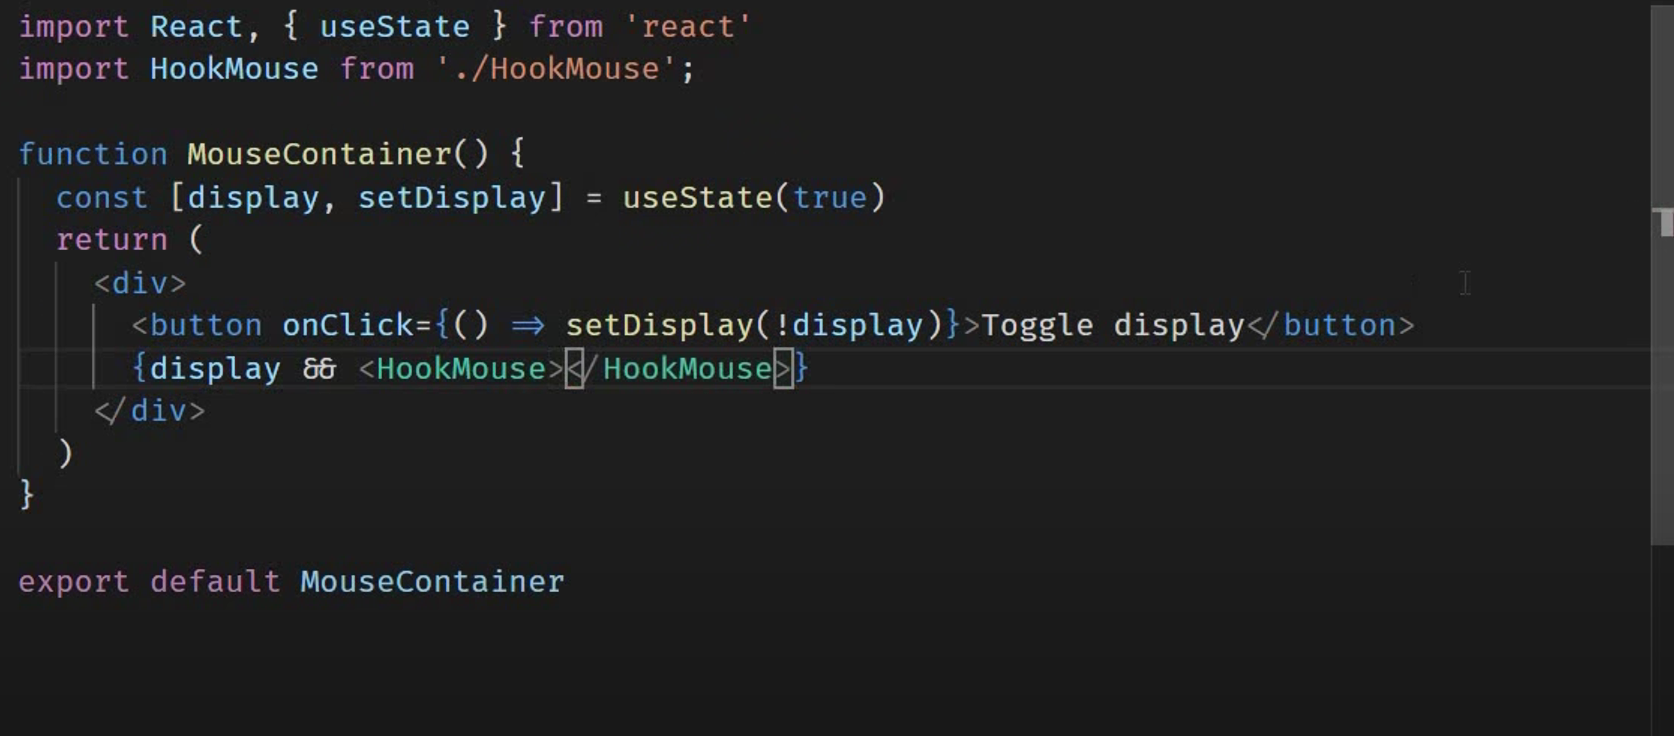 import React, { useState } from 'react'
import HookMouse from './HookMouse';
function MouseContainer() {
const [display, setDisplay] = useState(true)
return (
<div>
<button onClick={() => setDisplay(!display)}>Toggle display</button>
{display && <HookMouse></HookMouse>}
</div>
)
}
export default MouseContainer